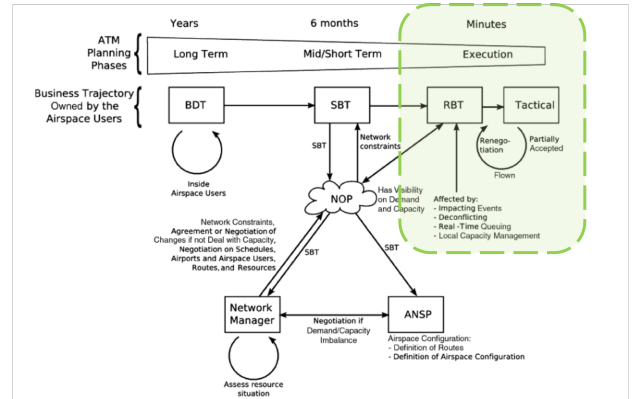 Years
6 months
Minutes
ATM
Planning
Phases
Long Term
Mid/Short Term
Execution
Business Trajectory
Owned by the
Airspace Users
BDT
SBT
RBT
Tactical
SBT
Network
constraints
Renego-
tiation
Partially
Accepted
Flown
Inside
Airspace Users
NOP
Has Visibility
on Demand
and Capacity
Affected by:
- Impacting Events
- Deconflicting
- Real -Time Queuing
- Local Capacity Management
Network Constraints,
Agreement or Negotiation of
Changes if not Deal with Capacity,
Negotiation on Schedules,
Airports and Airspace Users,
Routes, and Resources
SBT
SBT
Network
Manager
Negotiation if
Demand/Capacity
Imbalance
ANSP
Airspace Configuration:
- Definition of Routes
- Definition of Airspace Configuration
Assess resource
situation